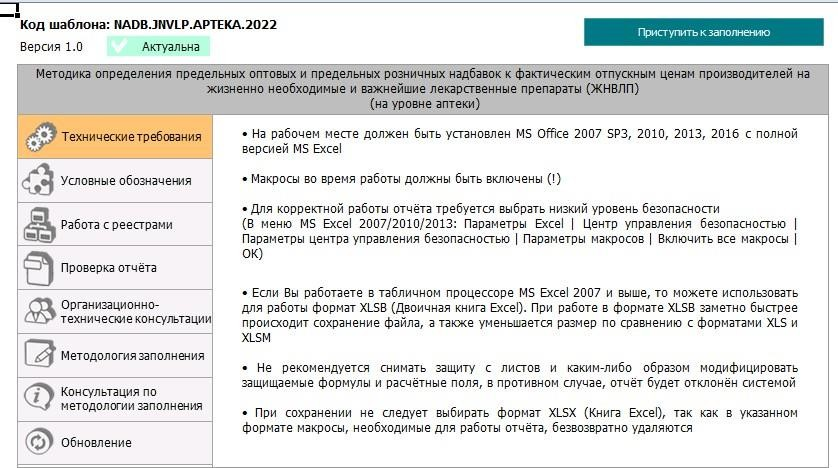 Код шаблона: NADB.JNVLP.APTEKA.2022
Версия 1.0
Актуальна
Приступить к заполнению
Методика определения предельных оптовых и предельных розничных надбавок к фактическим отпускным ценам производителей на
жизненно необходимые и важнейшие лекарственные препараты (ЖНВЛП)
(на уровне аптеки)
Технические требования
Условные обозначения
Работа с реестрами
Проверка отчёта
Организационно-
технические консультации
Методология заполнения
Консультация по
методологии заполнения
Обновление
• На рабочем месте должен быть установлен MS Office 2007 SP3, 2010, 2013, 2016 с полной
версией MS Excel
• Макросы во время работы должны быть включены (!)
• Для корректной работы отчёта требуется выбрать низкий уровень безопасности
(В меню MS Excel 2007/2010/2013: Параметры Excel | Центр управления безопасностью |
Параметры центра управления безопасностью | Параметры макросов | Включить все макросы |
OK)
• Если Вы работаете в табличном процессоре MS Excel 2007 и выше, то можете использовать
для работы формат XLSB (Двоичная книга Excel). При работе в формате XLSB заметно быстрее
происходит сохранение файла, а также уменьшается размер по сравнению с форматами XLS и
XLSM
• Не рекомендуется снимать защиту с листов и каким-либо образом модифицировать
защищаемые формулы и расчётные поля, в противном случае, отчёт будет отклонён системой
• При сохранении не следует выбирать формат XLSX (Книга Excel), так как в указанном
формате макросы, необходимые для работы отчёта, безвозвратно удаляются